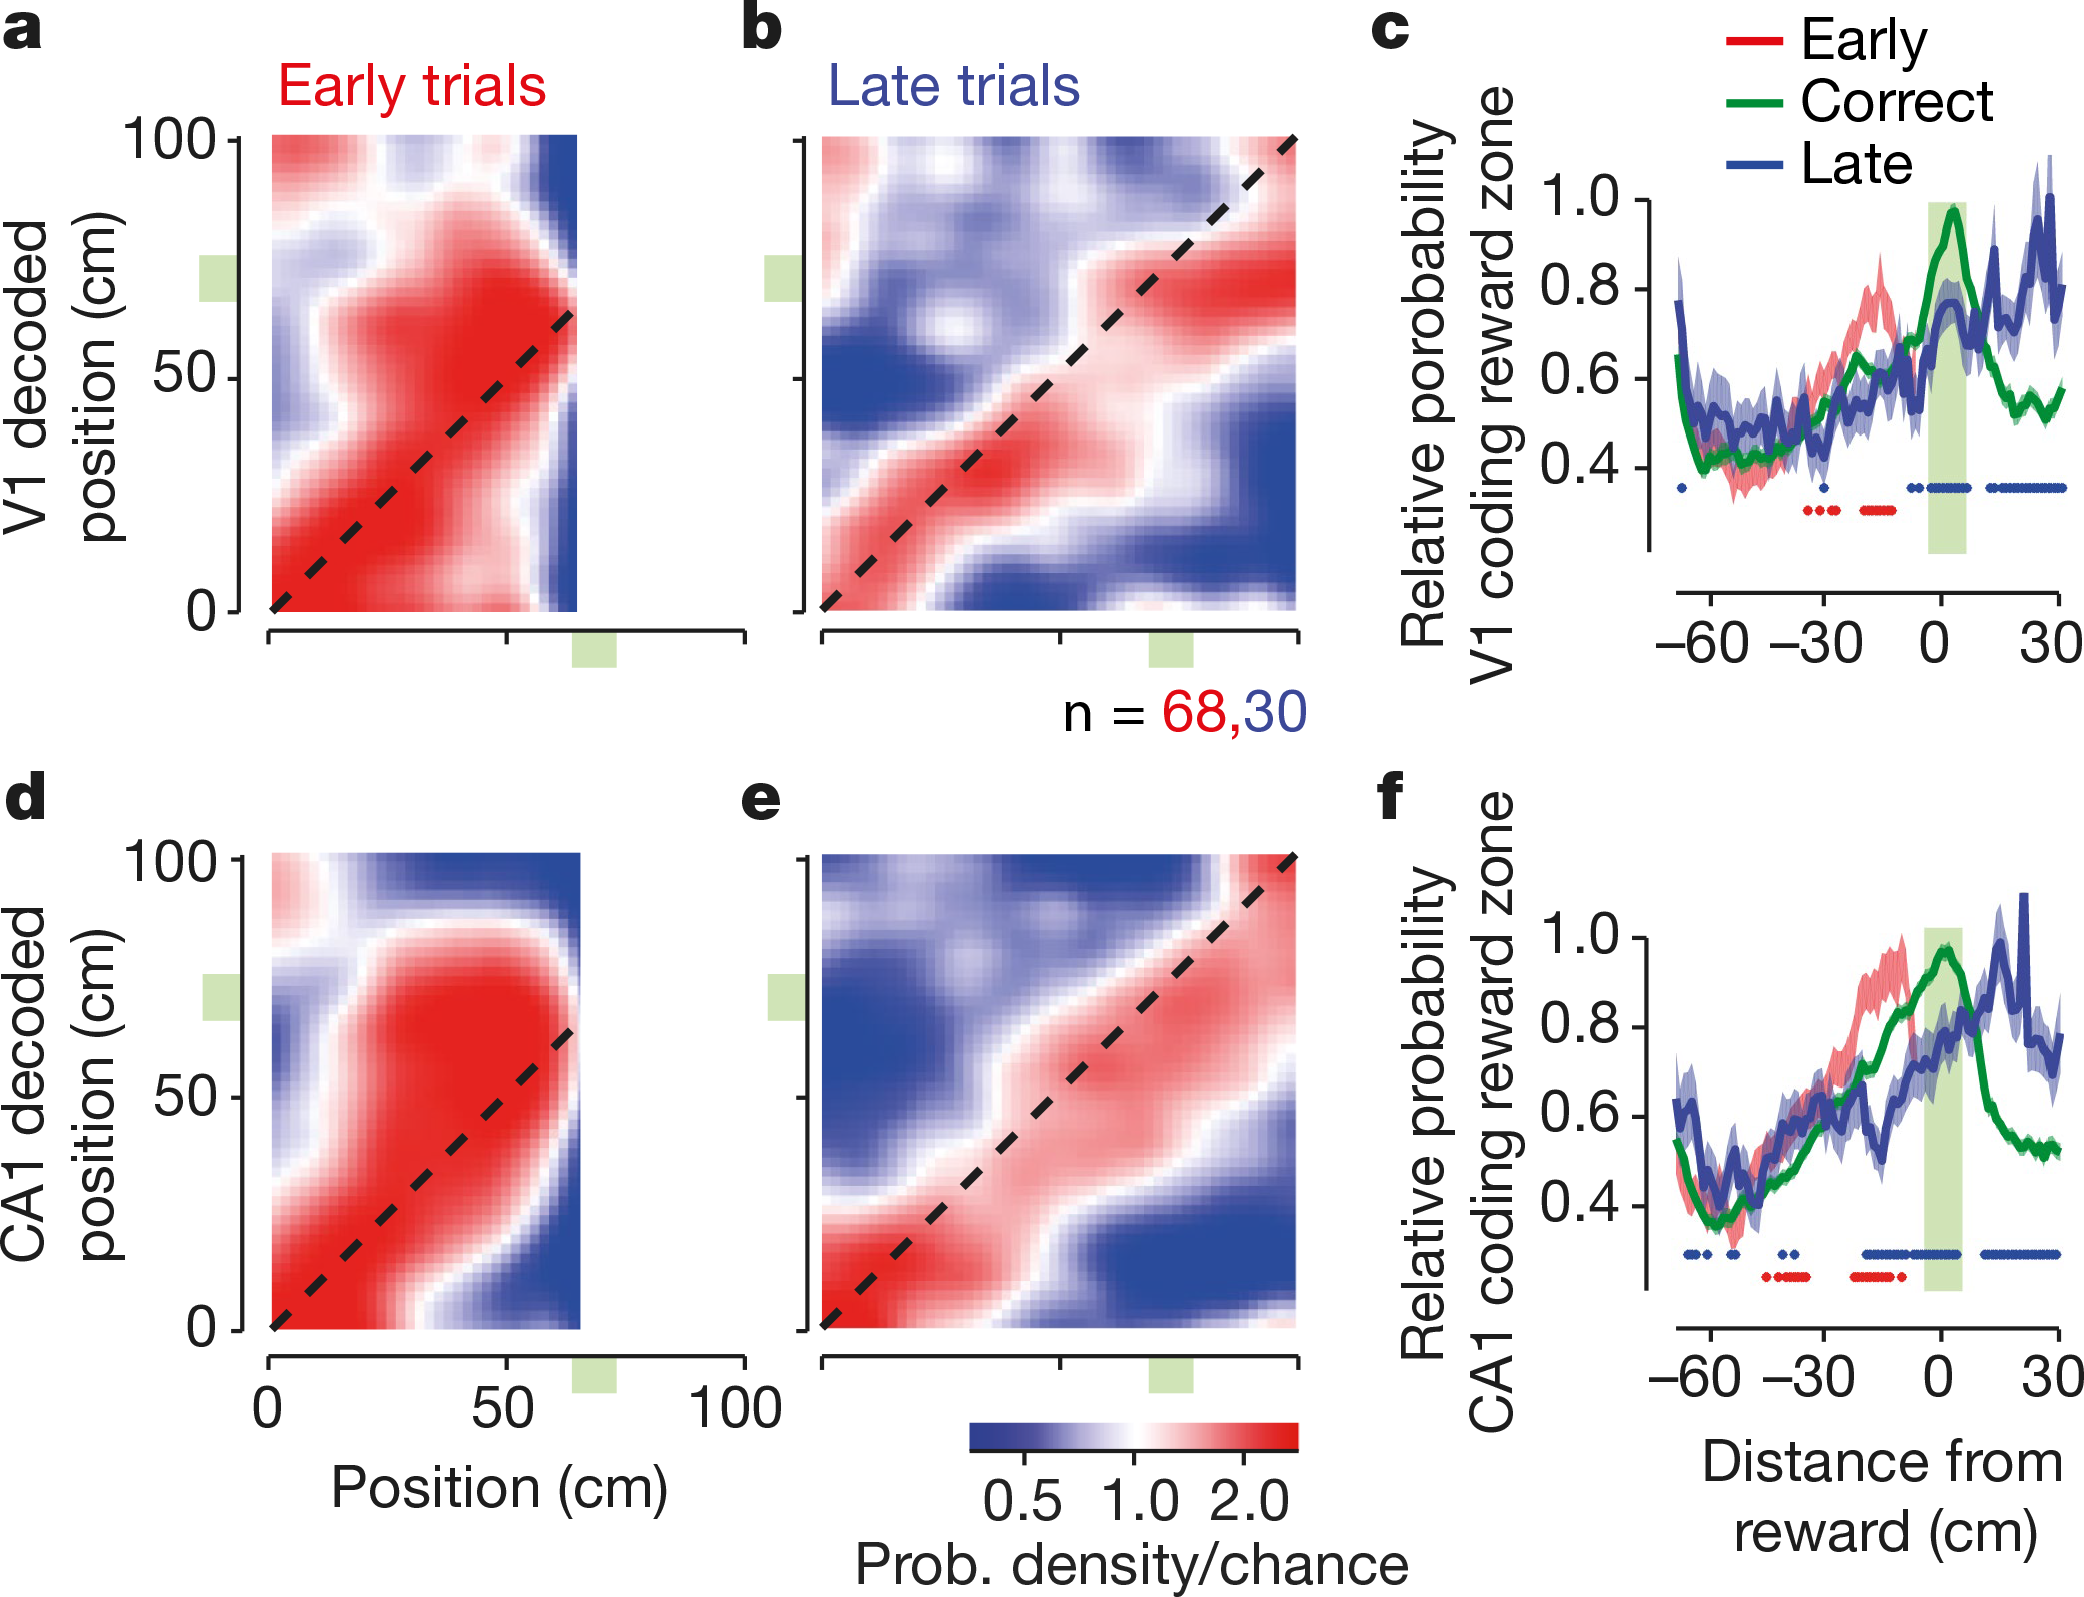 a
Early trials
V1 decoded
position (cm)
100
50
0
b
Late trials
n = 68,30
c
Early
Correct
Late
Relative porobability
V1 coding reward zone
1.0
0.8
0.6
0.4
–60
–30
0
30
d
CA1 decoded
position (cm)
100
50
0
0
50
100
Position (cm)
e
0.5
1.0
2.0
Prob. density/chance
f
Relative probability
CA1 coding reward zone
1.0
0.8
0.6
0.4
–60
–30
0
30
Distance from
reward (cm)